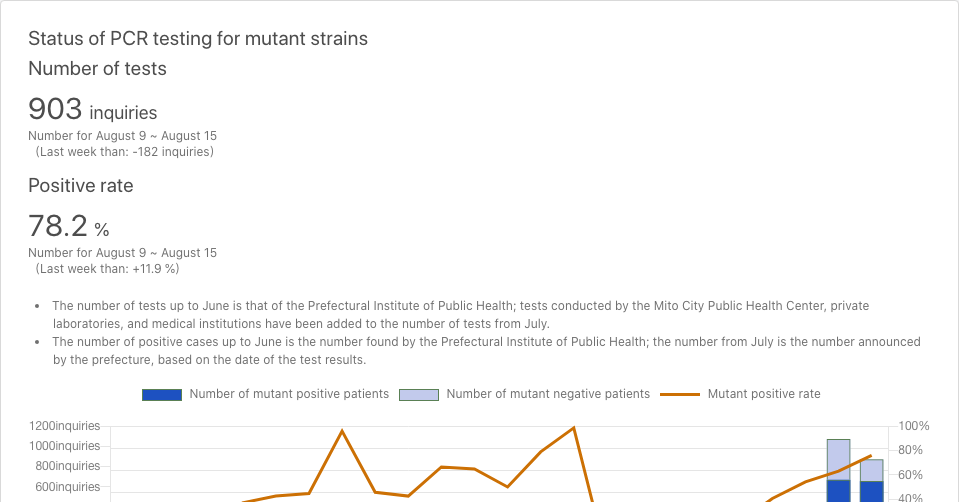 Status of PCR testing for mutant strains
Number of tests
903 inquiries
Number for August 9 ~ August 15
(Last week than: -182 inquiries)
Positive rate
78.2 %
Number for August 9 ~ August 15
(Last week than: +11.9 %)
• The number of tests up to June is that of the Prefectural Institute of Public Health; tests conducted by the Mito City Public Health Center, private
laboratories, and medical institutions have been added to the number of tests from July.
• The number of positive cases up to June is the number found by the Prefectural Institute of Public Health; the number from July is the number announced
by the prefecture, based on the date of the test results.
Number of mutant positive patients Number of mutant negative patients Mutant positive rate
1200inquiries 100%
1000inquiries 80%
800inquiries 60%
600inquiries 40%